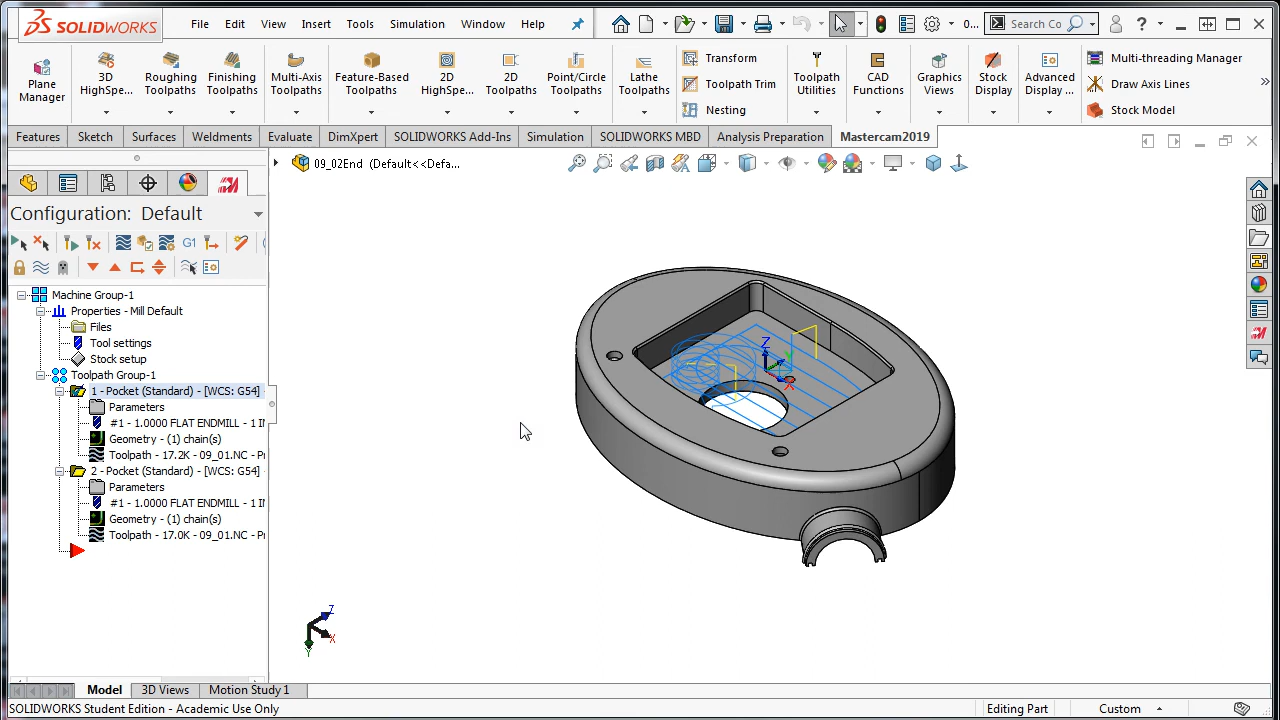 SOLIDWORKS File Edit View Insert Tools Simulation Window Help 0... Search Co ?
Plane Manager
3D HighSpe...
Roughing Toolpaths
Finishing Toolpaths
Multi-Axis Toolpaths
Feature-Based Toolpaths
2D HighSpe...
2D Toolpaths
Point/Circle Toolpaths
Lathe Toolpaths
Transform
Toolpath Trim
Nesting
Toolpath Utilities
CAD Functions
Graphics Views
Stock Display
Advanced Display ...
Multi-threading Manager
Draw Axis Lines
Stock Model
Features Sketch Surfaces Weldments Evaluate DimXpert SOLIDWORKS Add-Ins Simulation SOLIDWORKS MBD Analysis Preparation Mastercam2019
09_02End (Default<<Defa...
Configuration: Default
G1
Machine Group-1
Properties - Mill Default
Files
Tool settings
Stock setup
Toolpath Group-1
1 - Pocket (Standard) - [WCS: G54]
Parameters
#1 - 1.0000 FLAT ENDMILL - 1 I
Geometry - (1) chain(s)
Toolpath - 17.2K - 09_01.NC - P
2 - Pocket (Standard) - [WCS: G54]
Parameters
#1 - 1.0000 FLAT ENDMILL - 1 I
Geometry - (1) chain(s)
Toolpath - 17.0K - 09_01.NC - P
Z
Y
X
Z
X
Y
Model 3D Views Motion Study 1
SOLIDWORKS Student Edition - Academic Use Only Editing Part Custom